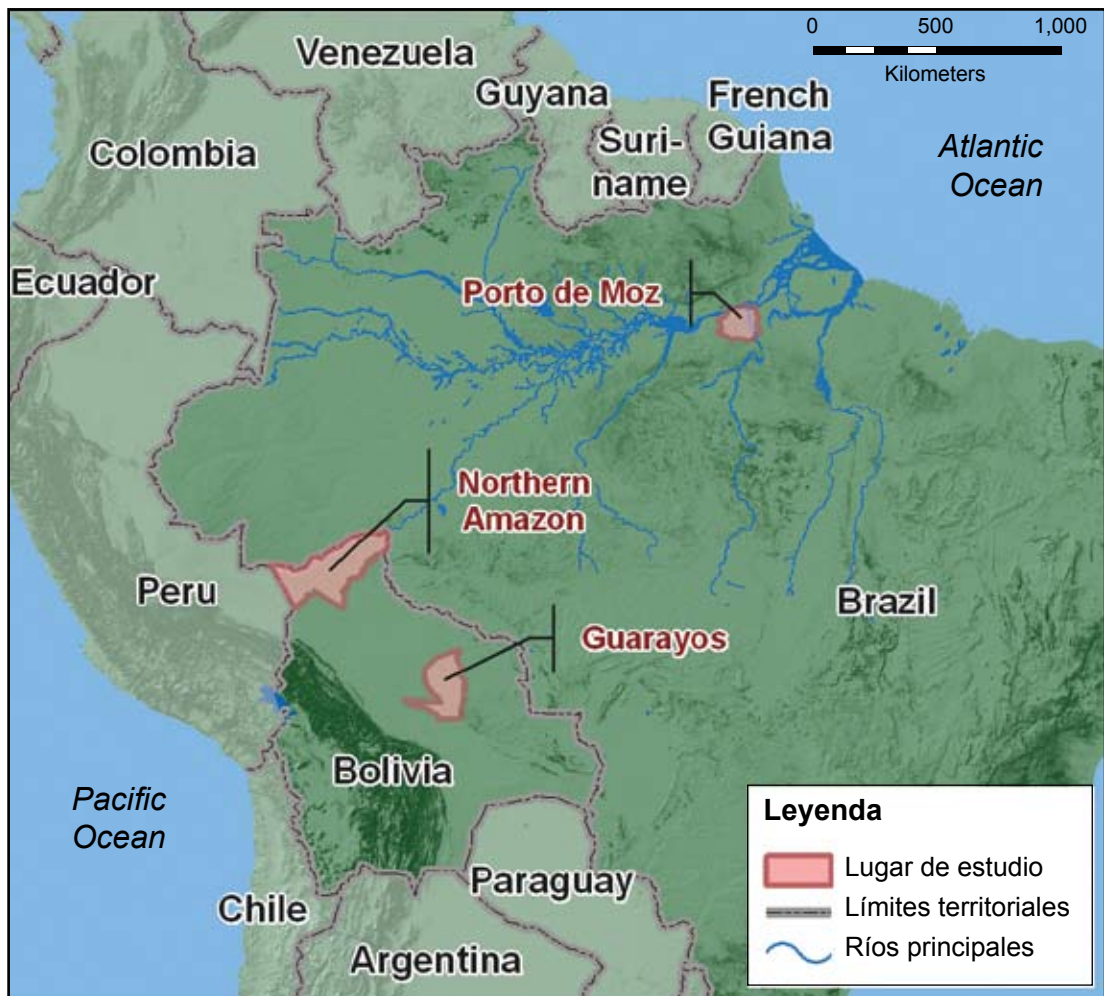 0 500 1,000
Kilometers
Venezuela
Guyana
French
Guiana
Suri-
name
Colombia
Atlantic
Ocean
Ecuador
Porto de Moz
Northern
Amazon
Peru
Brazil
Guarayos
Bolivia
Pacific
Ocean
Paraguay
Chile
Argentina
Leyenda
Lugar de estudio
Límites territoriales
Ríos principales